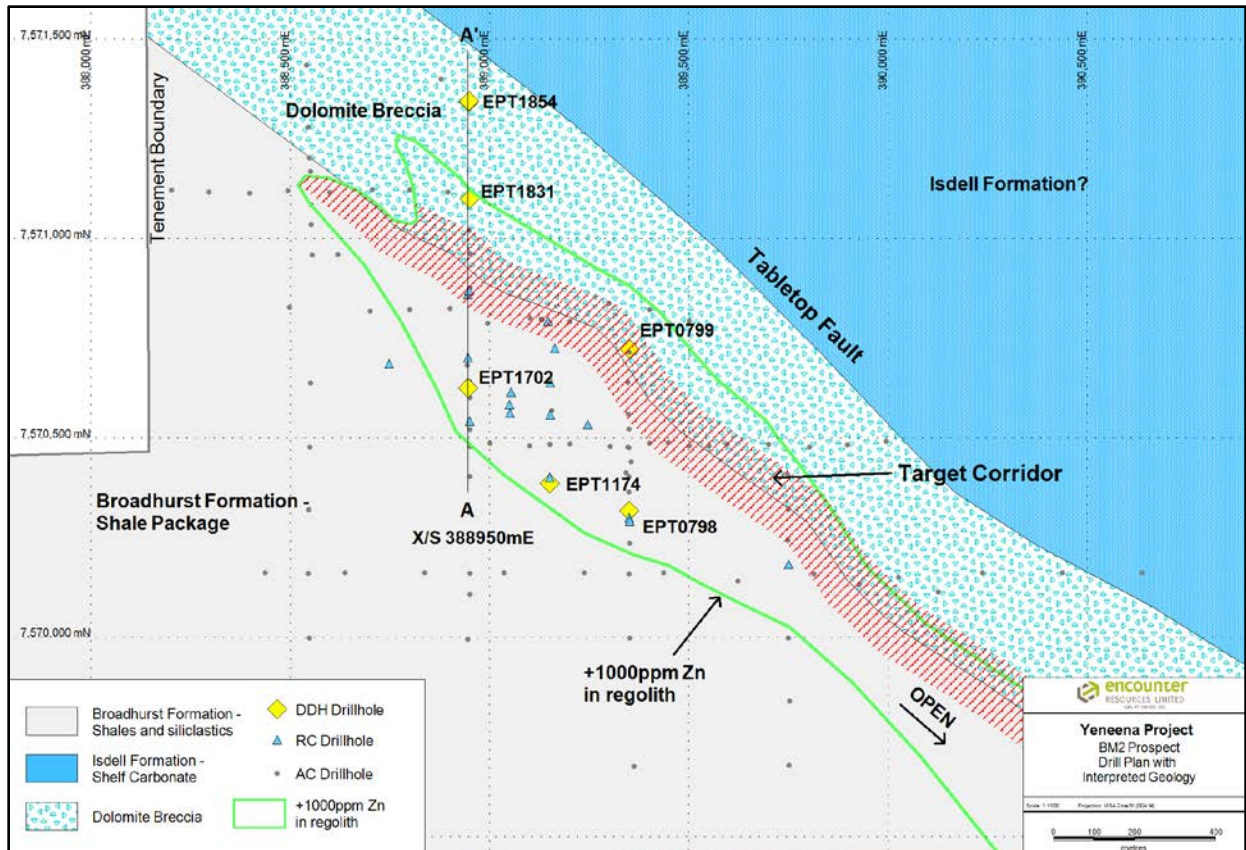 7,571,500 mN
388,000 mE
388,500 mE
A'
389,000 mE
389,500 mE
390,000 mE
390,500 mE
Tenement Boundary
Dolomite Breccia
EPT1854
EPT1831
Isdell Formation?
7,571,000 mN
Tabletop Fault
EPT0799
EPT1702
7,570,500 mN
Target Corridor
EPT1174
Broadhurst Formation -
Shale Package
A
EPT0798
X/S 388950mE
7,570,000 mN
+1000ppm Zn
in regolith
OPEN
Broadhurst Formation -
Shales and siliclastics
Isdell Formation -
Shelf Carbonate
Dolomite Breccia
DDH Drillhole
RC Drillhole
AC Drillhole
+1000ppm Zn
in regolith
encounter
RESOURCES LIMITED
Yeneena Project
BM2 Prospect
Drill Plan with
Interpreted Geology
0 100 200 400
metres